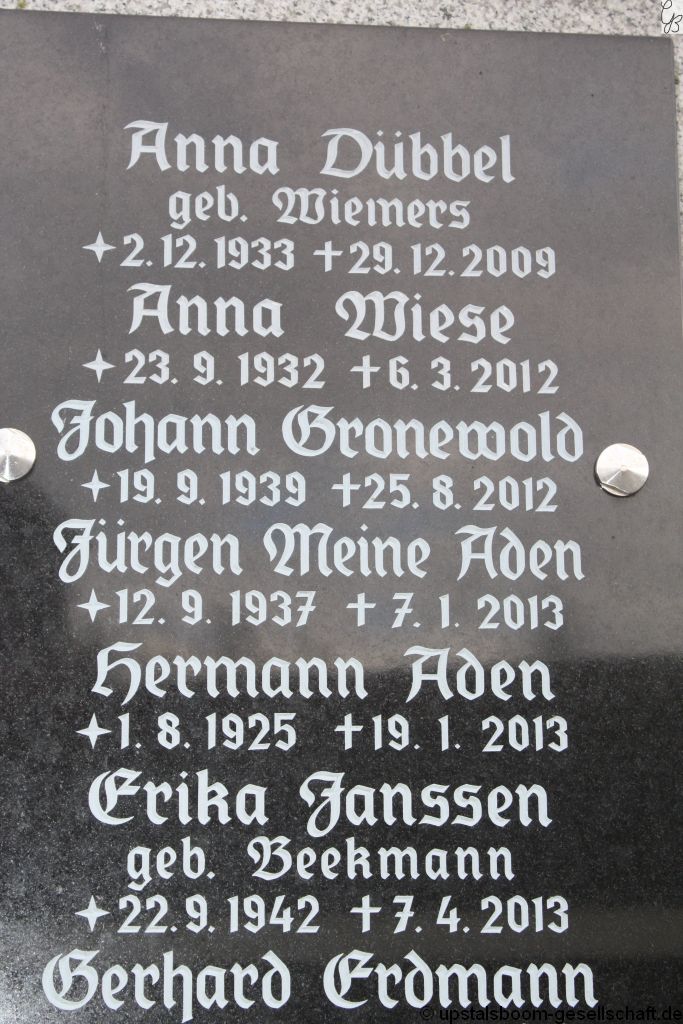 Anna Dübbel
geb. Wiemers
✦2.12.1933 ✝29.12.2009
Anna Wiese
✦23.9.1932 ✝6.3.2012
Johann Gronewold
✦19.9.1939 ✝25.8.2012
Jürgen Meine Aden
✦12.9.1937 ✝7.1.2013
Hermann Aden
✦1.8.1925 ✝19.1.2013
Erika Janssen
geb. Beekmann
✦22.9.1942 ✝7.4.2013
Gerhard Erdmann
© upstalsboom-gesellschaft.de